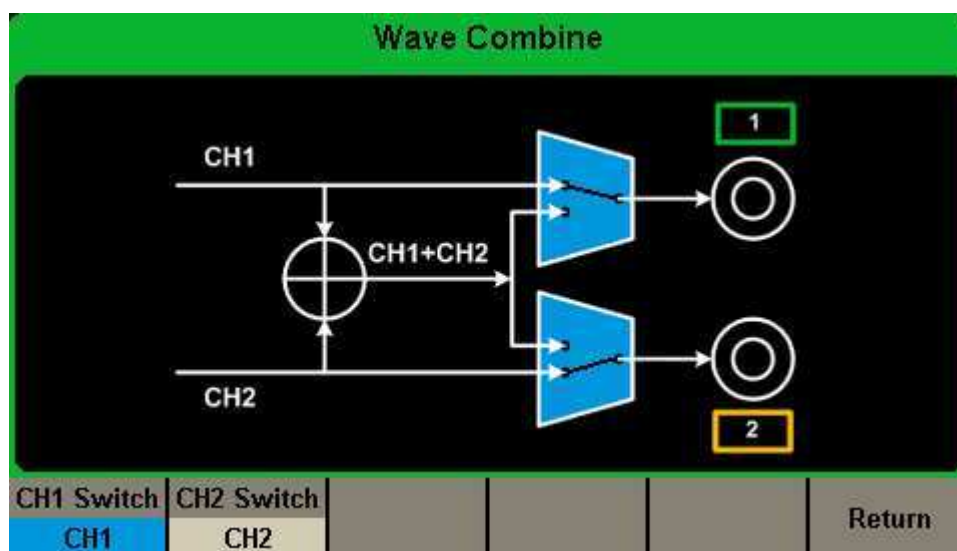 Wave Combine
1
CH1
CH1+CH2
CH2
2
CH1 Switch CH2 Switch
CH1 CH2
Return